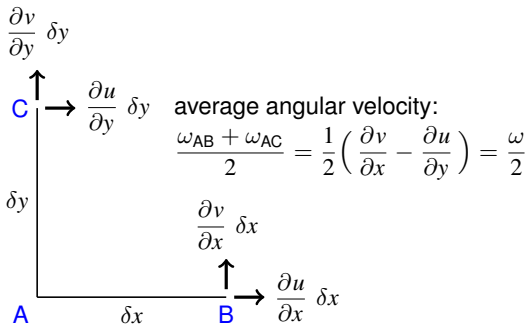 ∂v/∂y δy
C
∂u/∂y δy
average angular velocity:
(ω_AB + ω_AC)/2 = 1/2 (∂v/∂x − ∂u/∂y) = ω/2
δy
∂v/∂x δx
∂u/∂x δx
A
δx
B